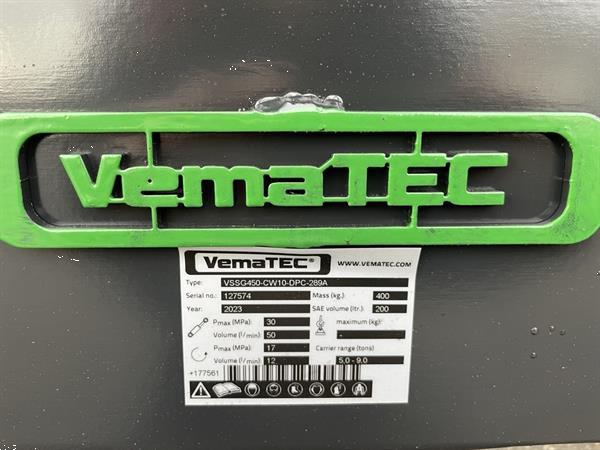 VemaTEC
VemaTEC® WWW.VEMATEC.COM
Type: VSSG450-CW10-DPC-289A
Serial no.: 127574 Mass (kg.): 400
Year: 2023 SAE volume (ltr.): 200
Pmax (MPa): 30 maximum (kg):
Volume (l/min): 50 -
Pmax (MPa): 17 Carrier range (tons)
Volume (l/min): 12 5,0 - 9,0
+177561